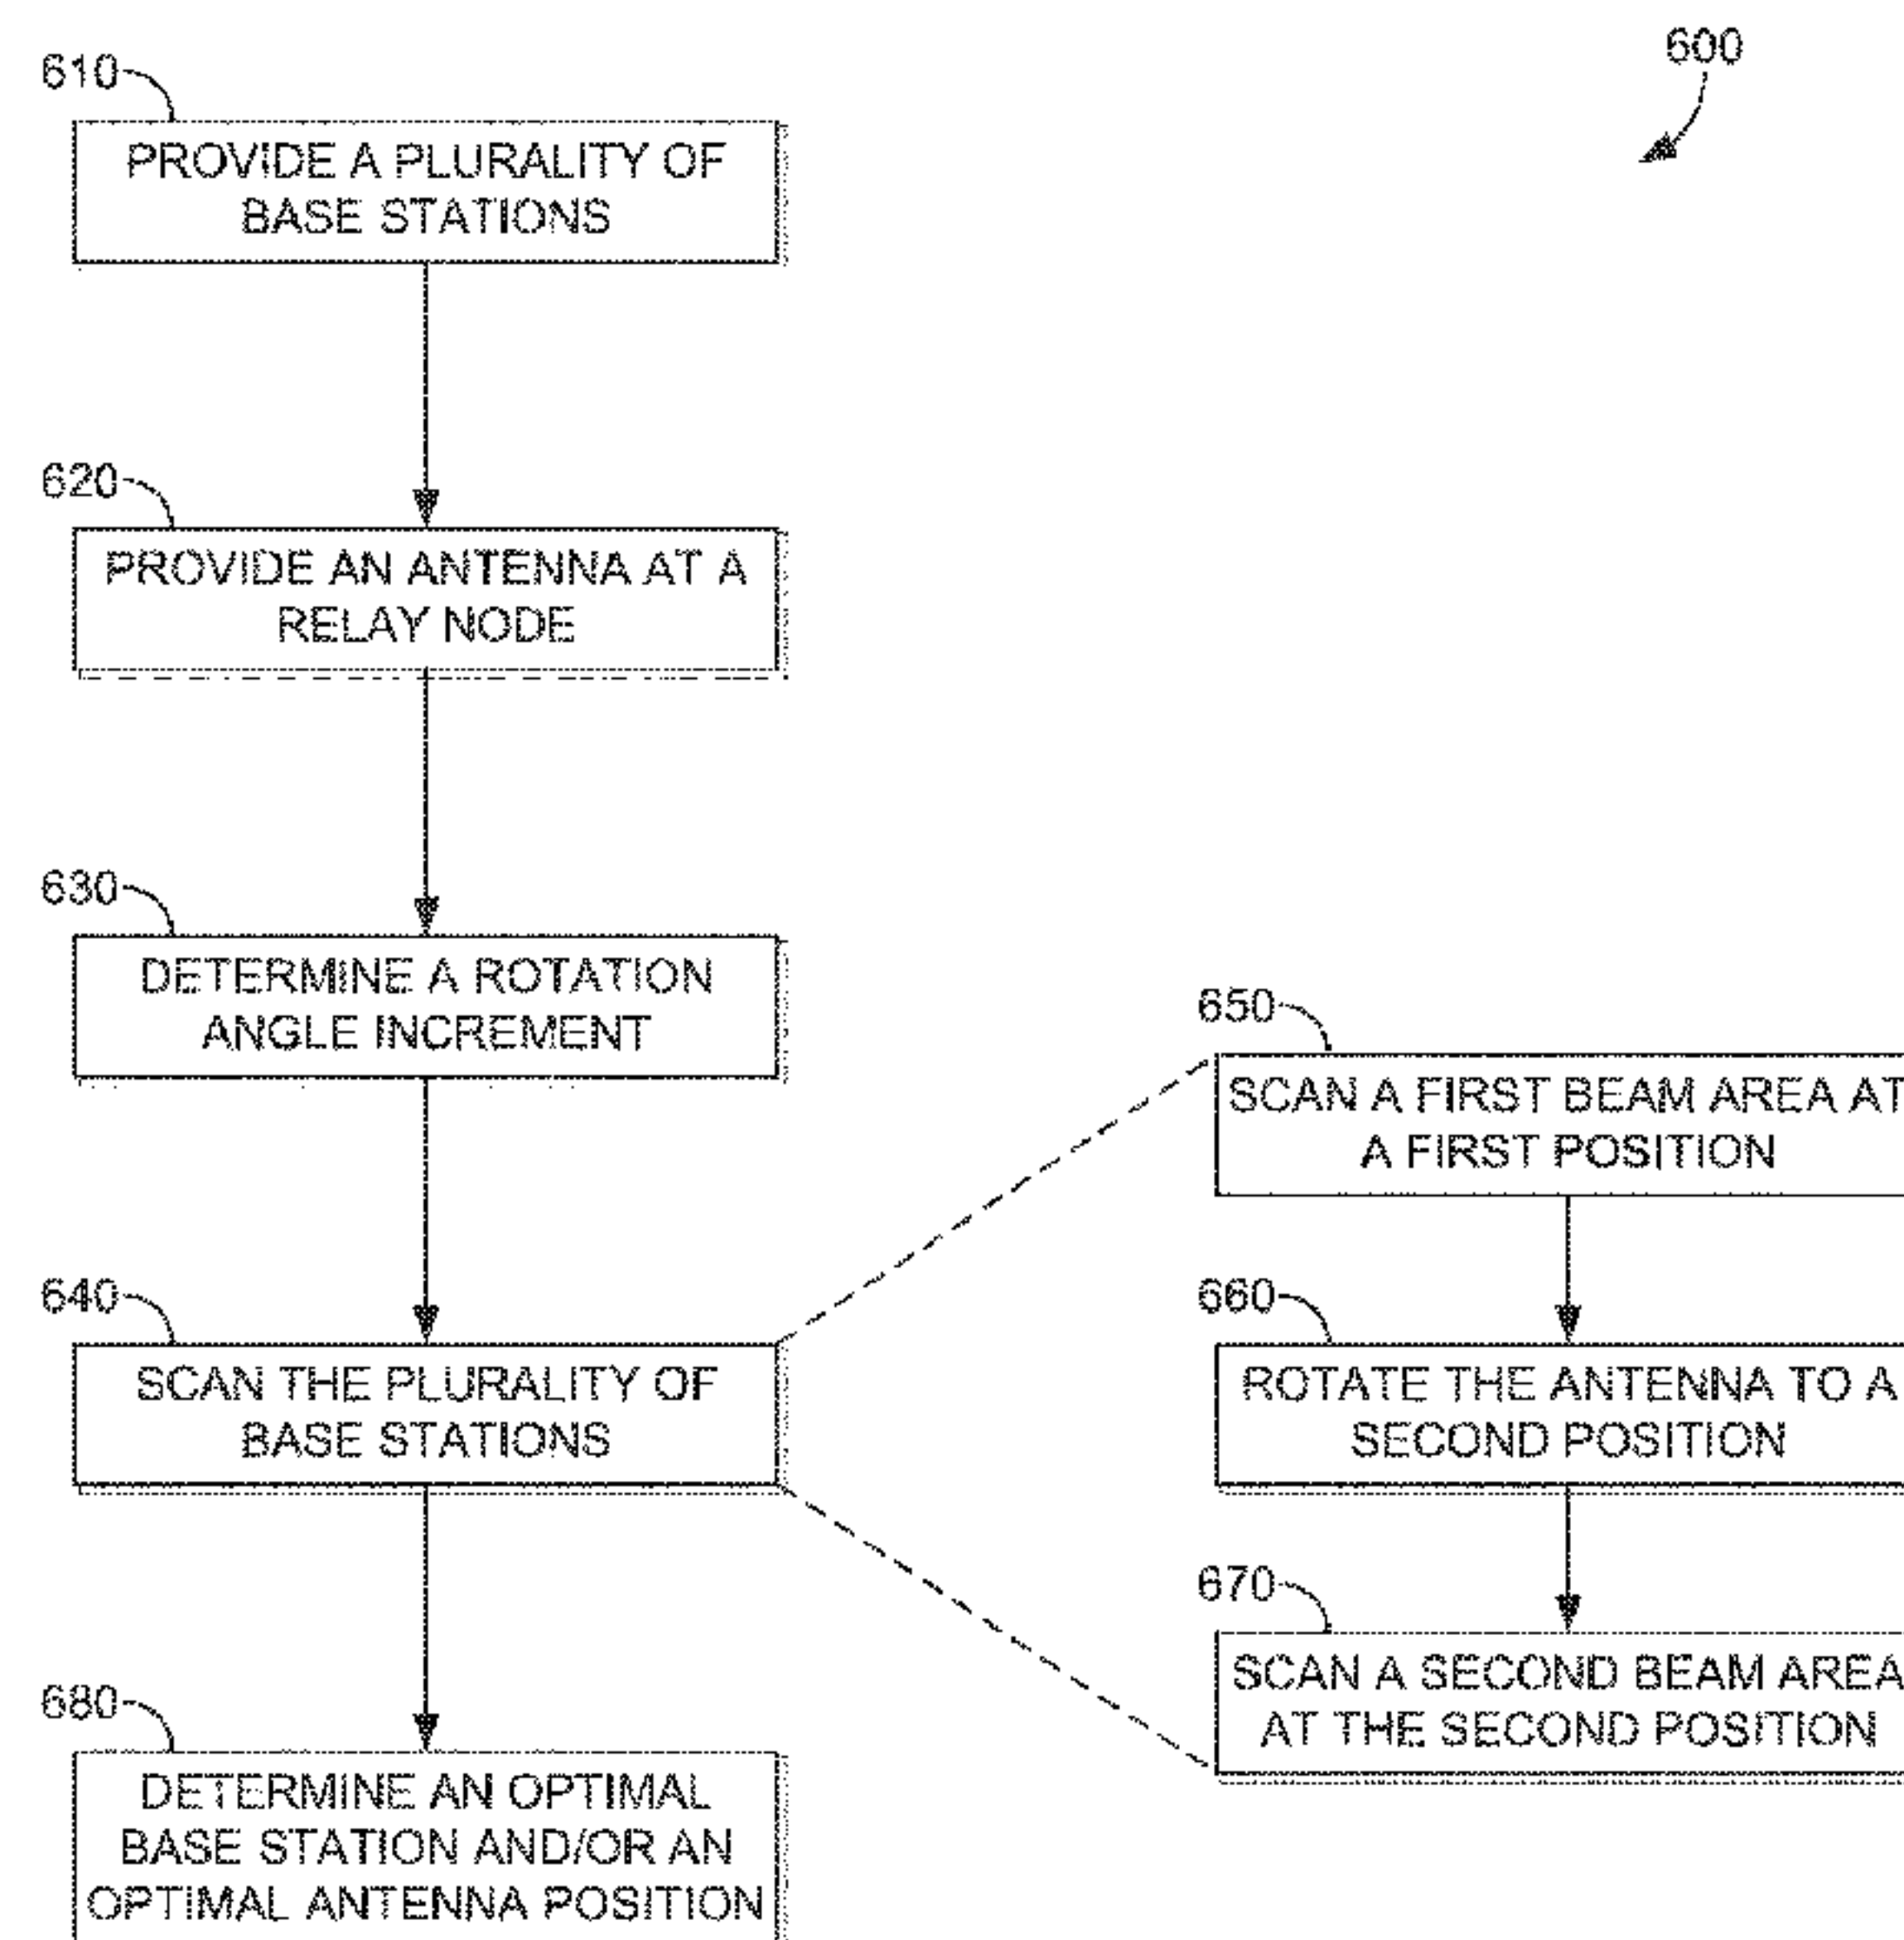 600
610
PROVIDE A PLURALITY OF
BASE STATIONS
620
PROVIDE AN ANTENNA AT A
RELAY NODE
630
DETERMINE A ROTATION
ANGLE INCREMENT
640
SCAN THE PLURALITY OF
BASE STATIONS
650
SCAN A FIRST BEAM AREA AT
A FIRST POSITION
660
ROTATE THE ANTENNA TO A
SECOND POSITION
670
SCAN A SECOND BEAM AREA
AT THE SECOND POSITION
680
DETERMINE AN OPTIMAL
BASE STATION AND/OR AN
OPTIMAL ANTENNA POSITION